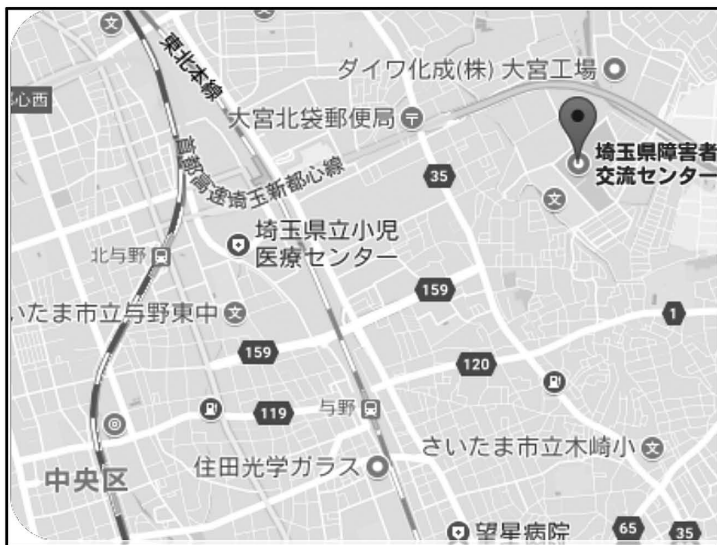 東北本線
ダイワ化成(株) 大宮工場
心西
大宮北袋郵便局
埼玉県障害者
交流センター
首都高速埼玉新都心線
35
埼玉県立小児
医療センター
北与野
159
いたま市立与野東中
1
159
120
119
与野
さいたま市立木崎小
住田光学ガラス
中央区
望星病院
65
35
文
文
文
文
〒